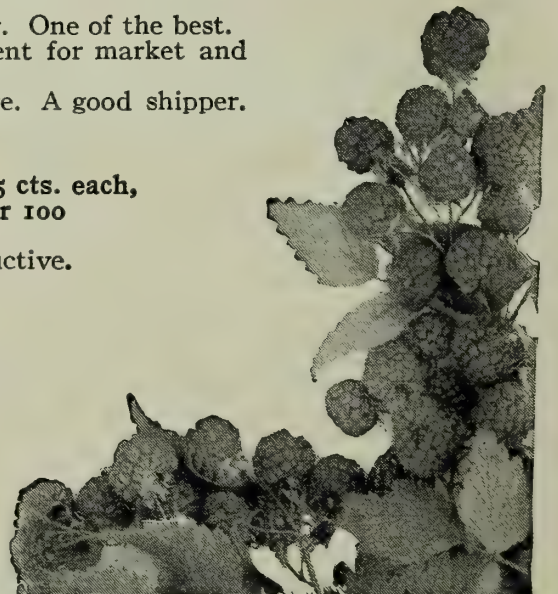 . One of the best.
ent for market and
e. A good shipper.
5 cts. each,
r 100
uctive.